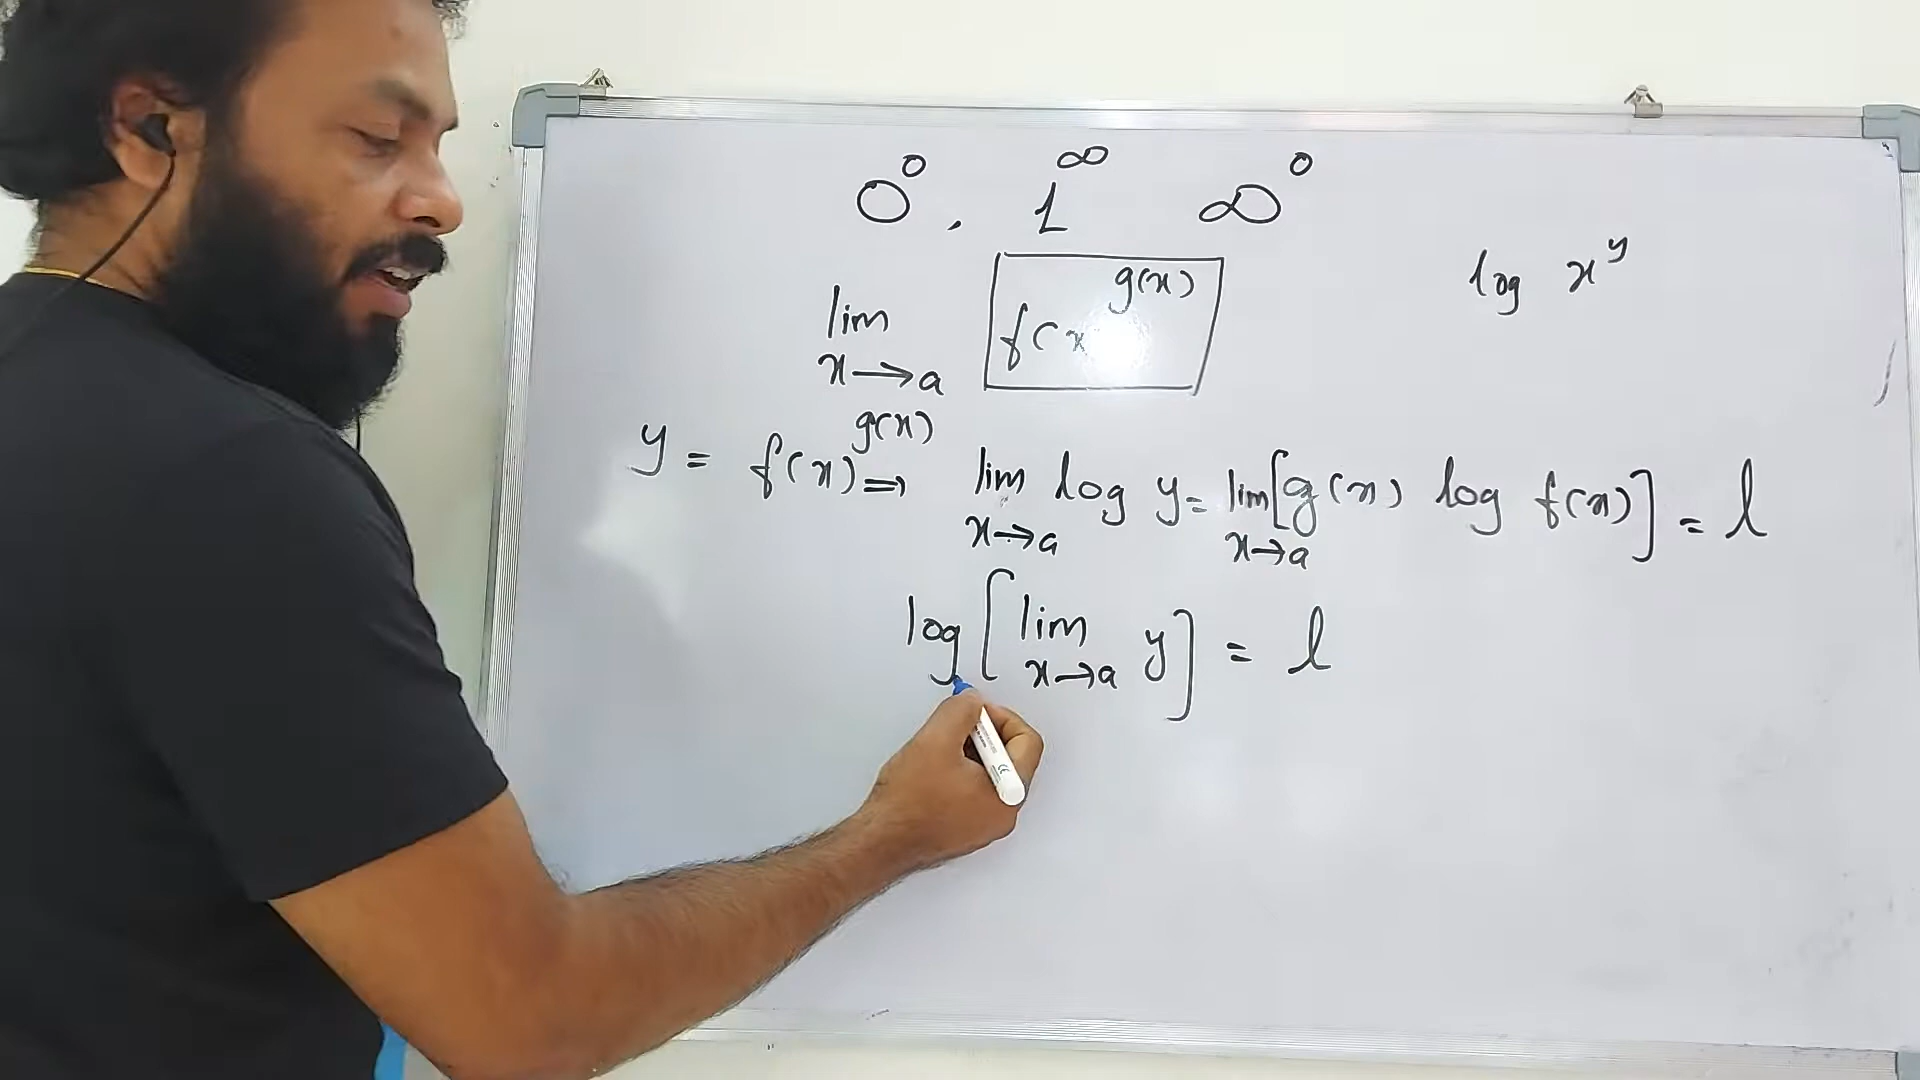 0⁰, 1^∞ ∞⁰
lim x→a f(x g(x)
log x^y
y = f(x)^g(x) ⇒ lim x→a log y = lim x→a [g(x) log f(x)] = l
log [lim x→a y] = l